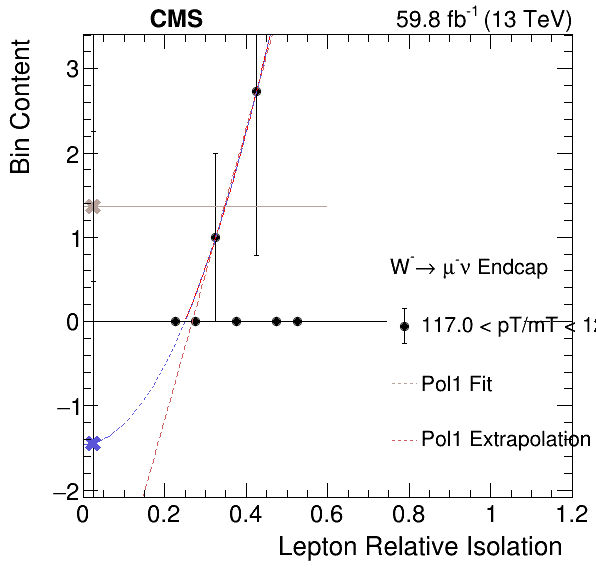 CMS
59.8 fb-1 (13 TeV)
Bin Content
3
2
1
0
−1
−2
W-→ μ-ν Endcap
117.0 < pT/mT < 12
Pol1 Fit
Pol1 Extrapolation
0 0.2 0.4 0.6 0.8 1 1.2
Lepton Relative Isolation